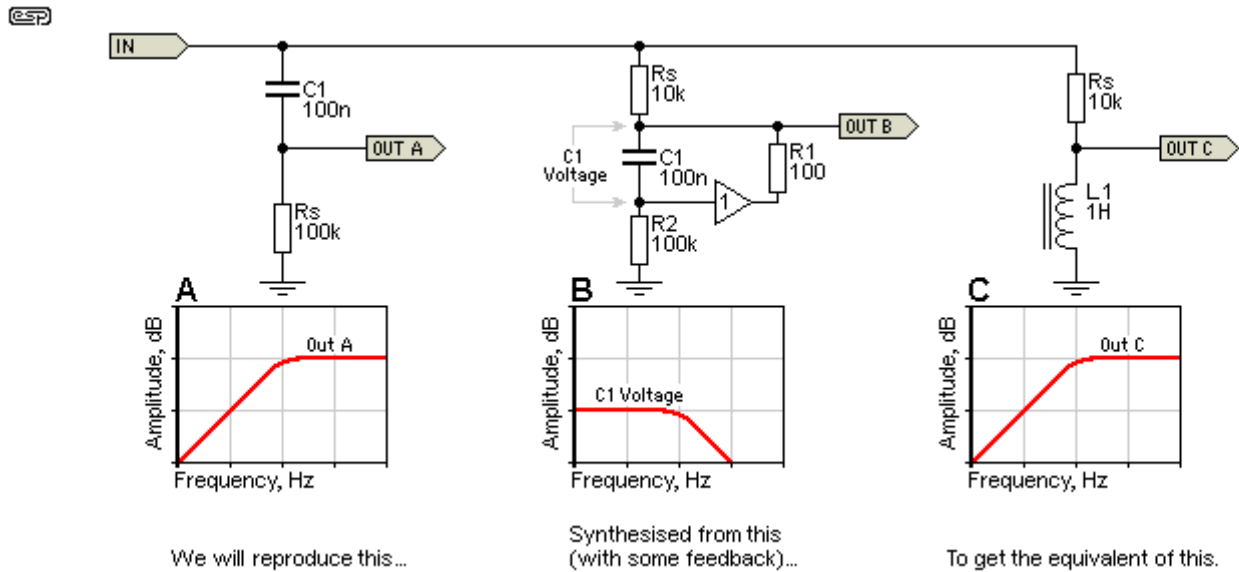 esp
IN
C1
100n
OUT A
Rs
100k
Rs
10k
C1
Voltage
C1
100n
1
R1
100
OUT B
R2
100k
Rs
10k
OUT C
L1
1H
A
Amplitude, dB
Out A
Frequency, Hz
B
Amplitude, dB
C1 Voltage
Frequency, Hz
C
Amplitude, dB
Out C
Frequency, Hz
We will reproduce this...
Synthesised from this
(with some feedback)...
To get the equivalent of this.